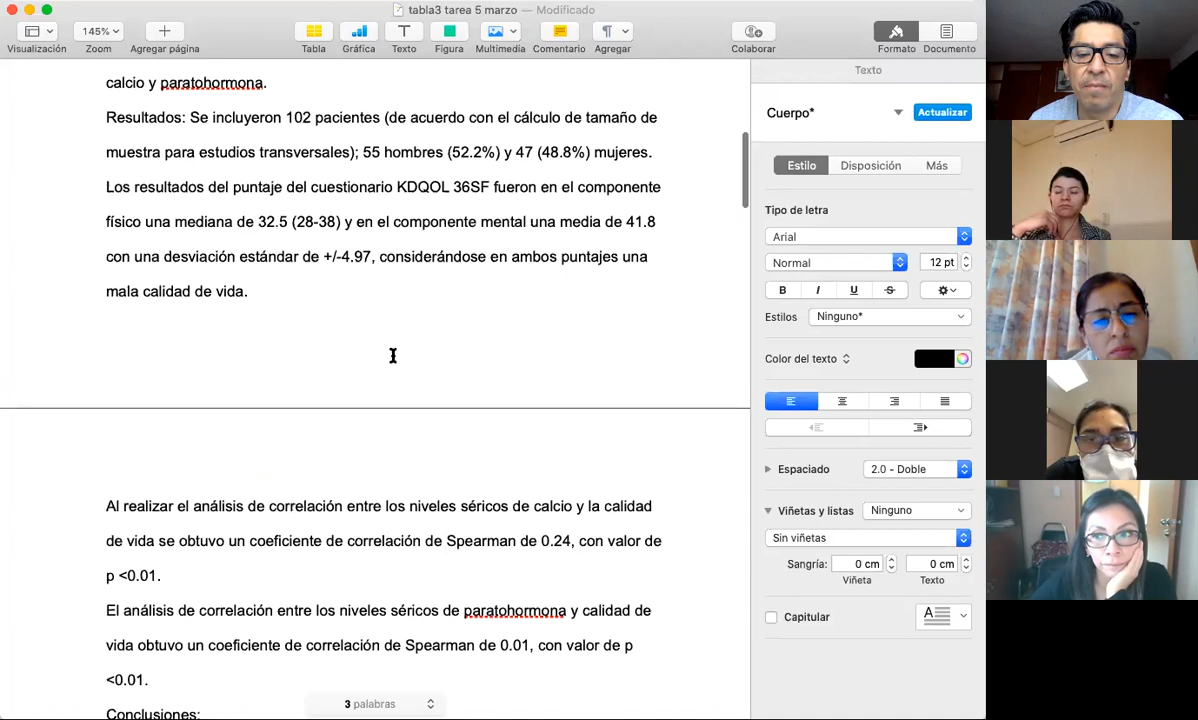 tabla3 tarea 5 marzo — Modificado
145%
Visualización Zoom Agregar página Tabla Gráfica Texto Figura Multimedia Comentario Agregar Colaborar Formato Documento
calcio y paratohormona.
Resultados: Se incluyeron 102 pacientes (de acuerdo con el cálculo de tamaño de
muestra para estudios transversales); 55 hombres (52.2%) y 47 (48.8%) mujeres.
Los resultados del puntaje del cuestionario KDQOL 36SF fueron en el componente
físico una mediana de 32.5 (28-38) y en el componente mental una media de 41.8
con una desviación estándar de +/-4.97, considerándose en ambos puntajes una
mala calidad de vida.
Al realizar el análisis de correlación entre los niveles séricos de calcio y la calidad
de vida se obtuvo un coeficiente de correlación de Spearman de 0.24, con valor de
p <0.01.
El análisis de correlación entre los niveles séricos de paratohormona y calidad de
vida obtuvo un coeficiente de correlación de Spearman de 0.01, con valor de p
<0.01.
Conclusiones:
3 palabras
Texto
Cuerpo* Actualizar
Estilo Disposición Más
Tipo de letra
Arial
Normal 12 pt
B I U S
Estilos Ninguno*
Color del texto
Espaciado 2.0 - Doble
Viñetas y listas Ninguno
Sin viñetas
Sangría: 0 cm 0 cm
Viñeta Texto
Capitular A